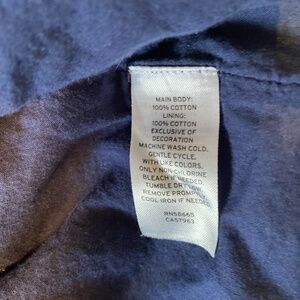 MAIN BODY:
100% COTTON
LINING:
100% COTTON
EXCLUSIVE OF
DECORATION
MACHINE WASH COLD,
GENTLE CYCLE,
WITH LIKE COLORS.
ONLY NON-CHLORINE
BLEACH IF NEEDED.
TUMBLE DRY LOW
REMOVE PROMPTLY
COOL IRON IF NEEDED
RN58665
CA57963